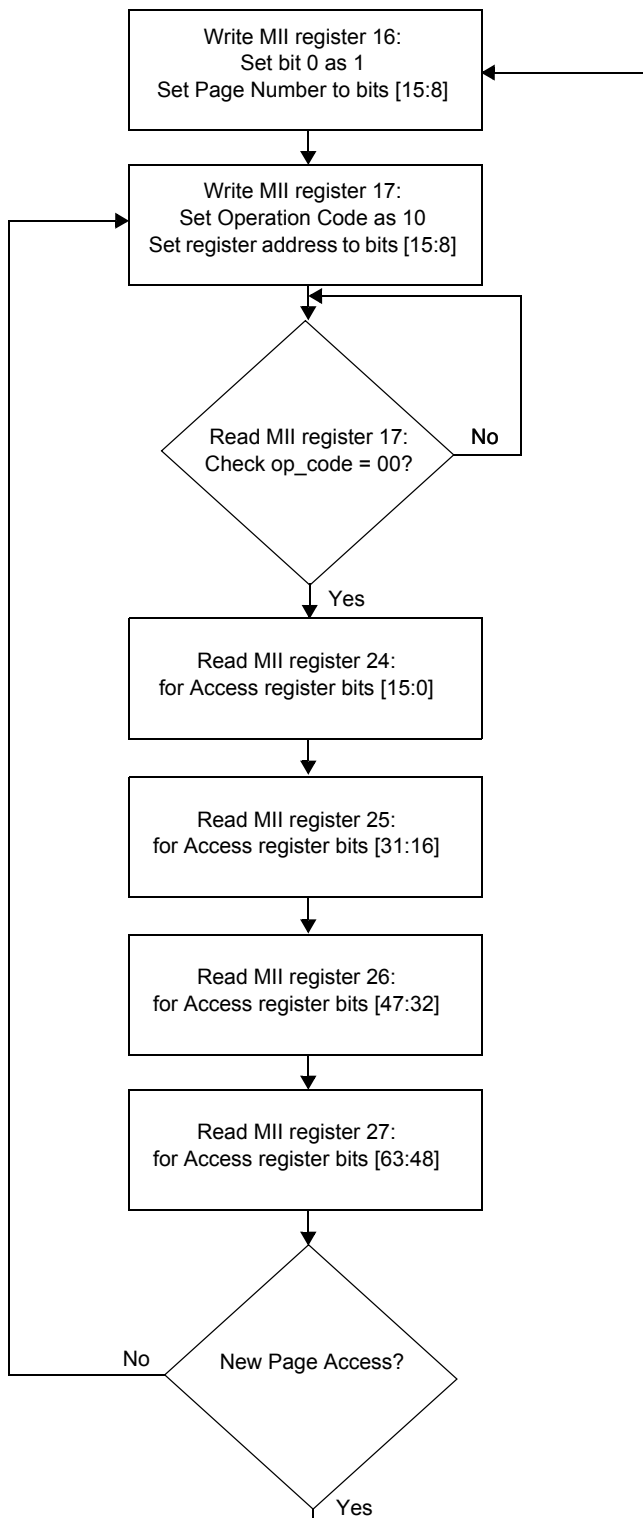 Write MII register 16:
Set bit 0 as 1
Set Page Number to bits [15:8]
Write MII register 17:
Set Operation Code as 10
Set register address to bits [15:8]
Read MII register 17:
Check op_code = 00?
No
Yes
Read MII register 24:
for Access register bits [15:0]
Read MII register 25:
for Access register bits [31:16]
Read MII register 26:
for Access register bits [47:32]
Read MII register 27:
for Access register bits [63:48]
No
New Page Access?
Yes